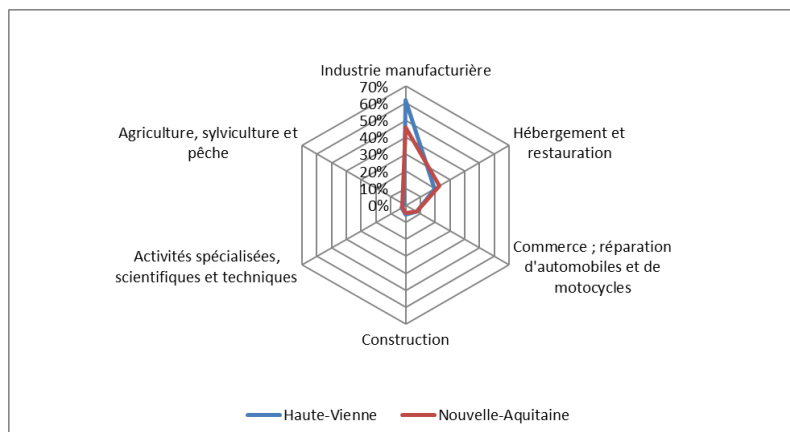 Industrie manufacturière
70%
60%
50%
40%
30%
20%
10%
0%
Hébergement et
restauration
Commerce ; réparation
d'automobiles et de
motocycles
Construction
Activités spécialisées,
scientifiques et techniques
Agriculture, sylviculture et
pêche
Haute-Vienne
Nouvelle-Aquitaine